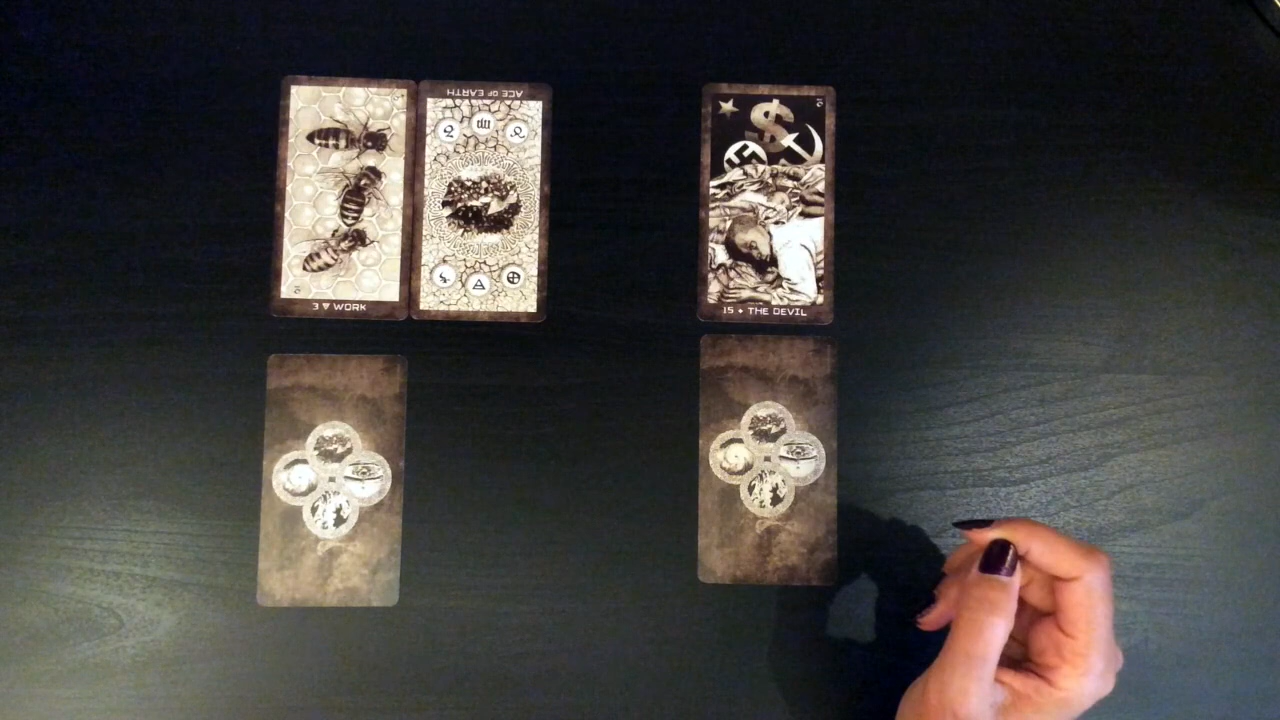 3 ▽ WORK
ACE OF EARTH
$
15 ♦ THE DEVIL